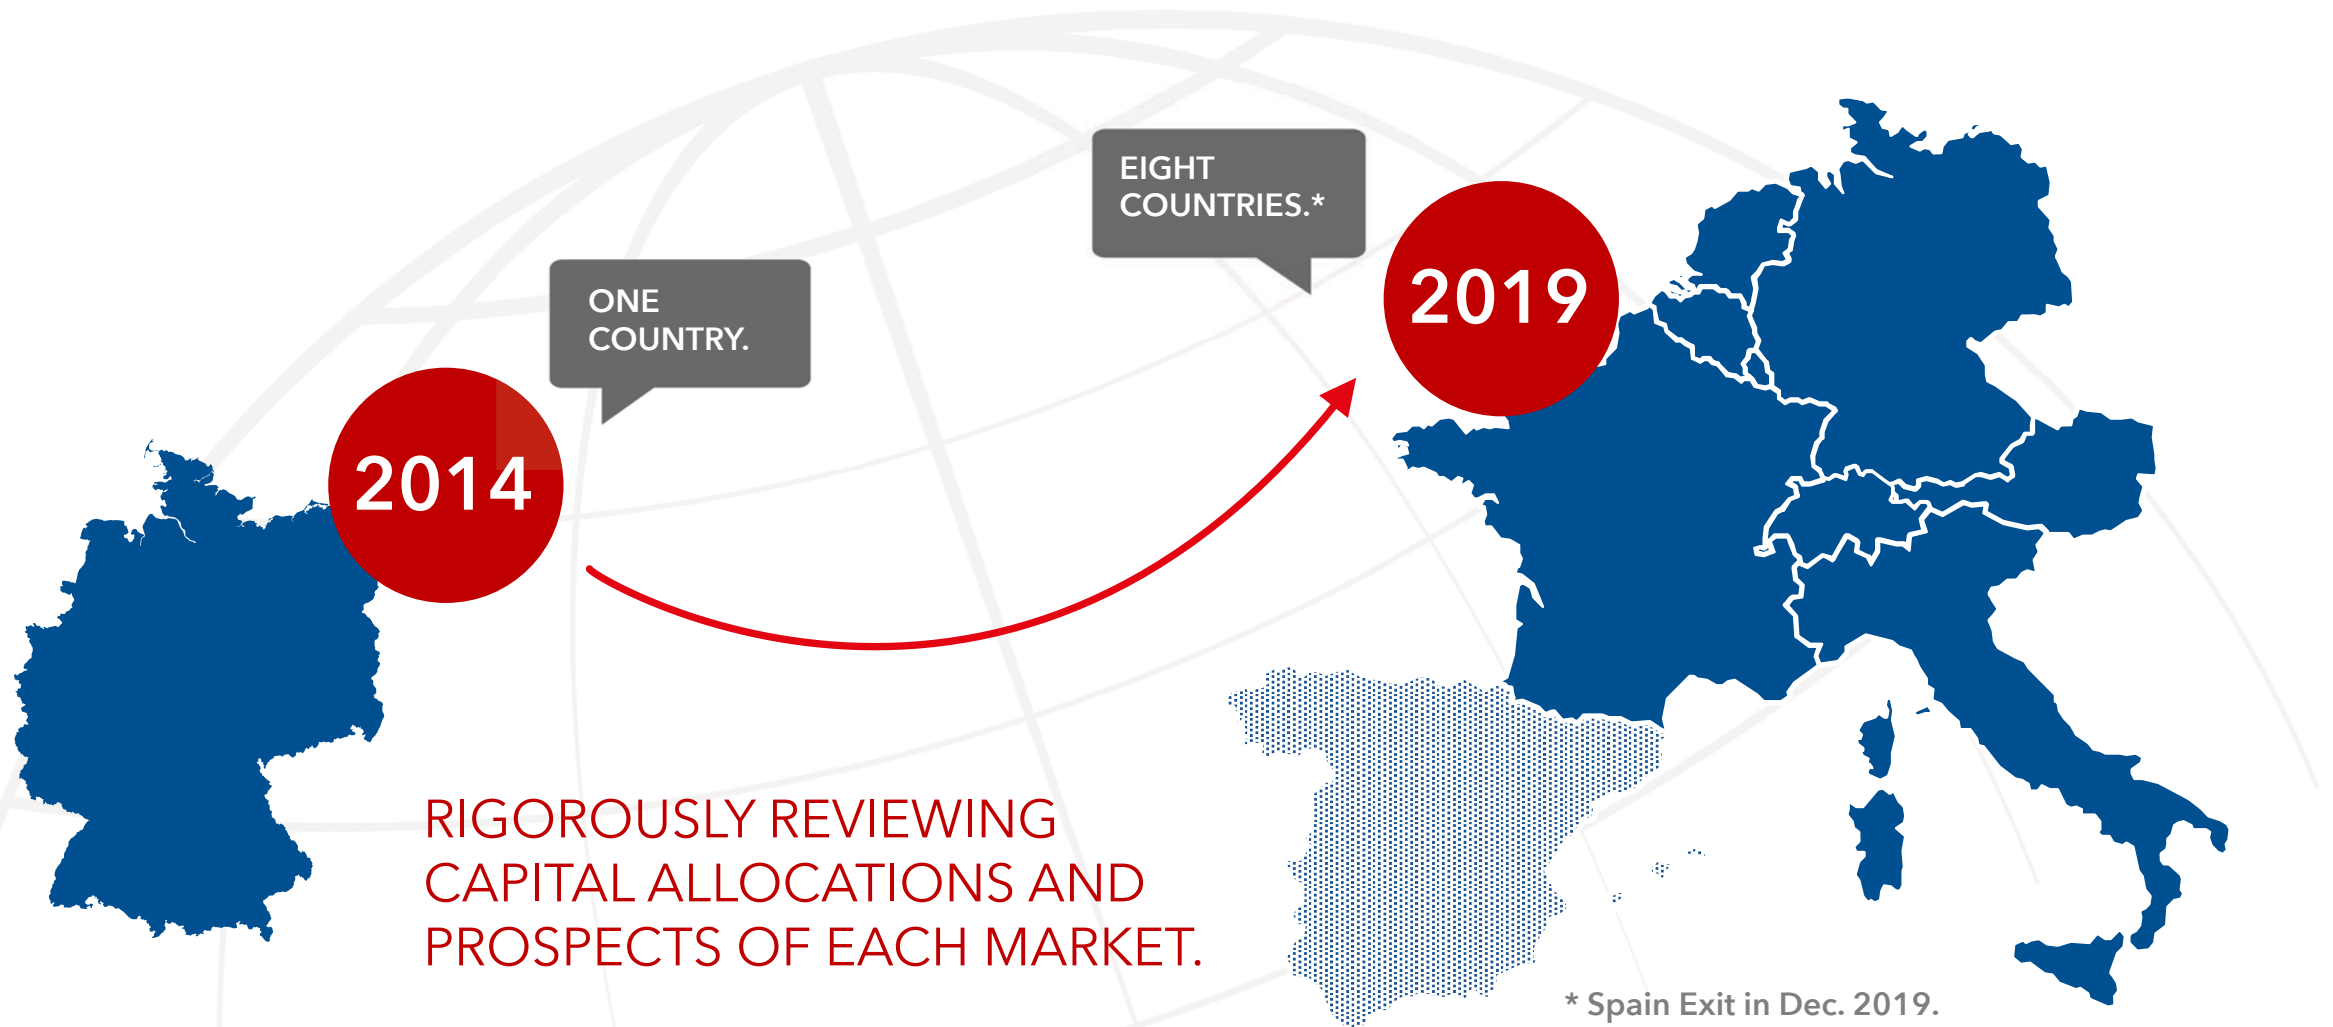 EIGHT
COUNTRIES.*
2019
ONE
COUNTRY.
2014
RIGOROUSLY REVIEWING
CAPITAL ALLOCATIONS AND
PROSPECTS OF EACH MARKET.
* Spain Exit in Dec. 2019.